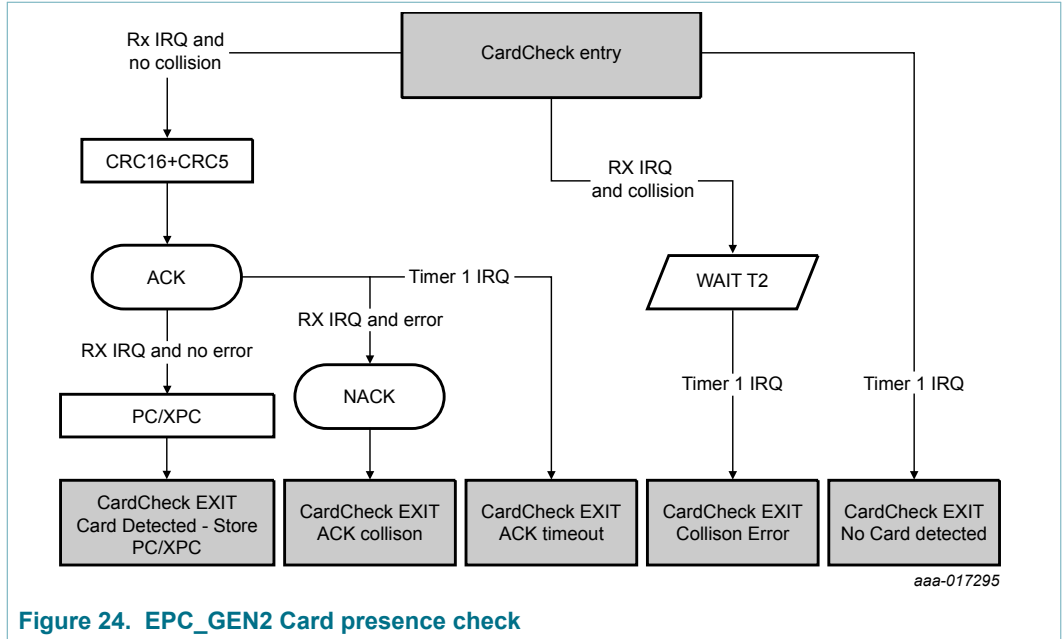 Rx IRQ and
no collision
CardCheck entry
CRC16+CRC5
RX IRQ
and collision
ACK
Timer 1 IRQ
WAIT T2
RX IRQ and error
RX IRQ and no error
NACK
Timer 1 IRQ
Timer 1 IRQ
PC/XPC
CardCheck EXIT
Card Detected - Store
PC/XPC
CardCheck EXIT
ACK collison
CardCheck EXIT
ACK timeout
CardCheck EXIT
Collison Error
CardCheck EXIT
No Card detected
aaa-017295
Figure 24. EPC_GEN2 Card presence check